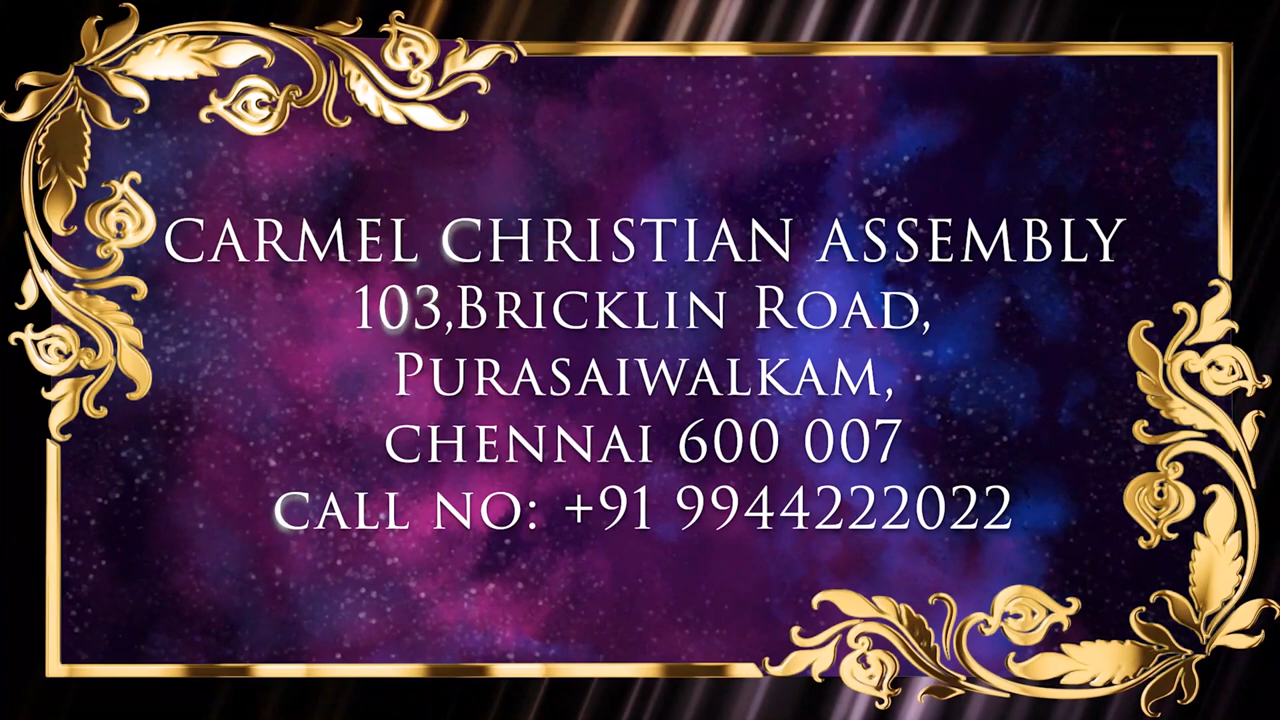 CARMEL CHRISTIAN ASSEMBLY
103,Bricklin Road,
Purasaiwalkam,
chennai 600 007
call no: +91 9944222022